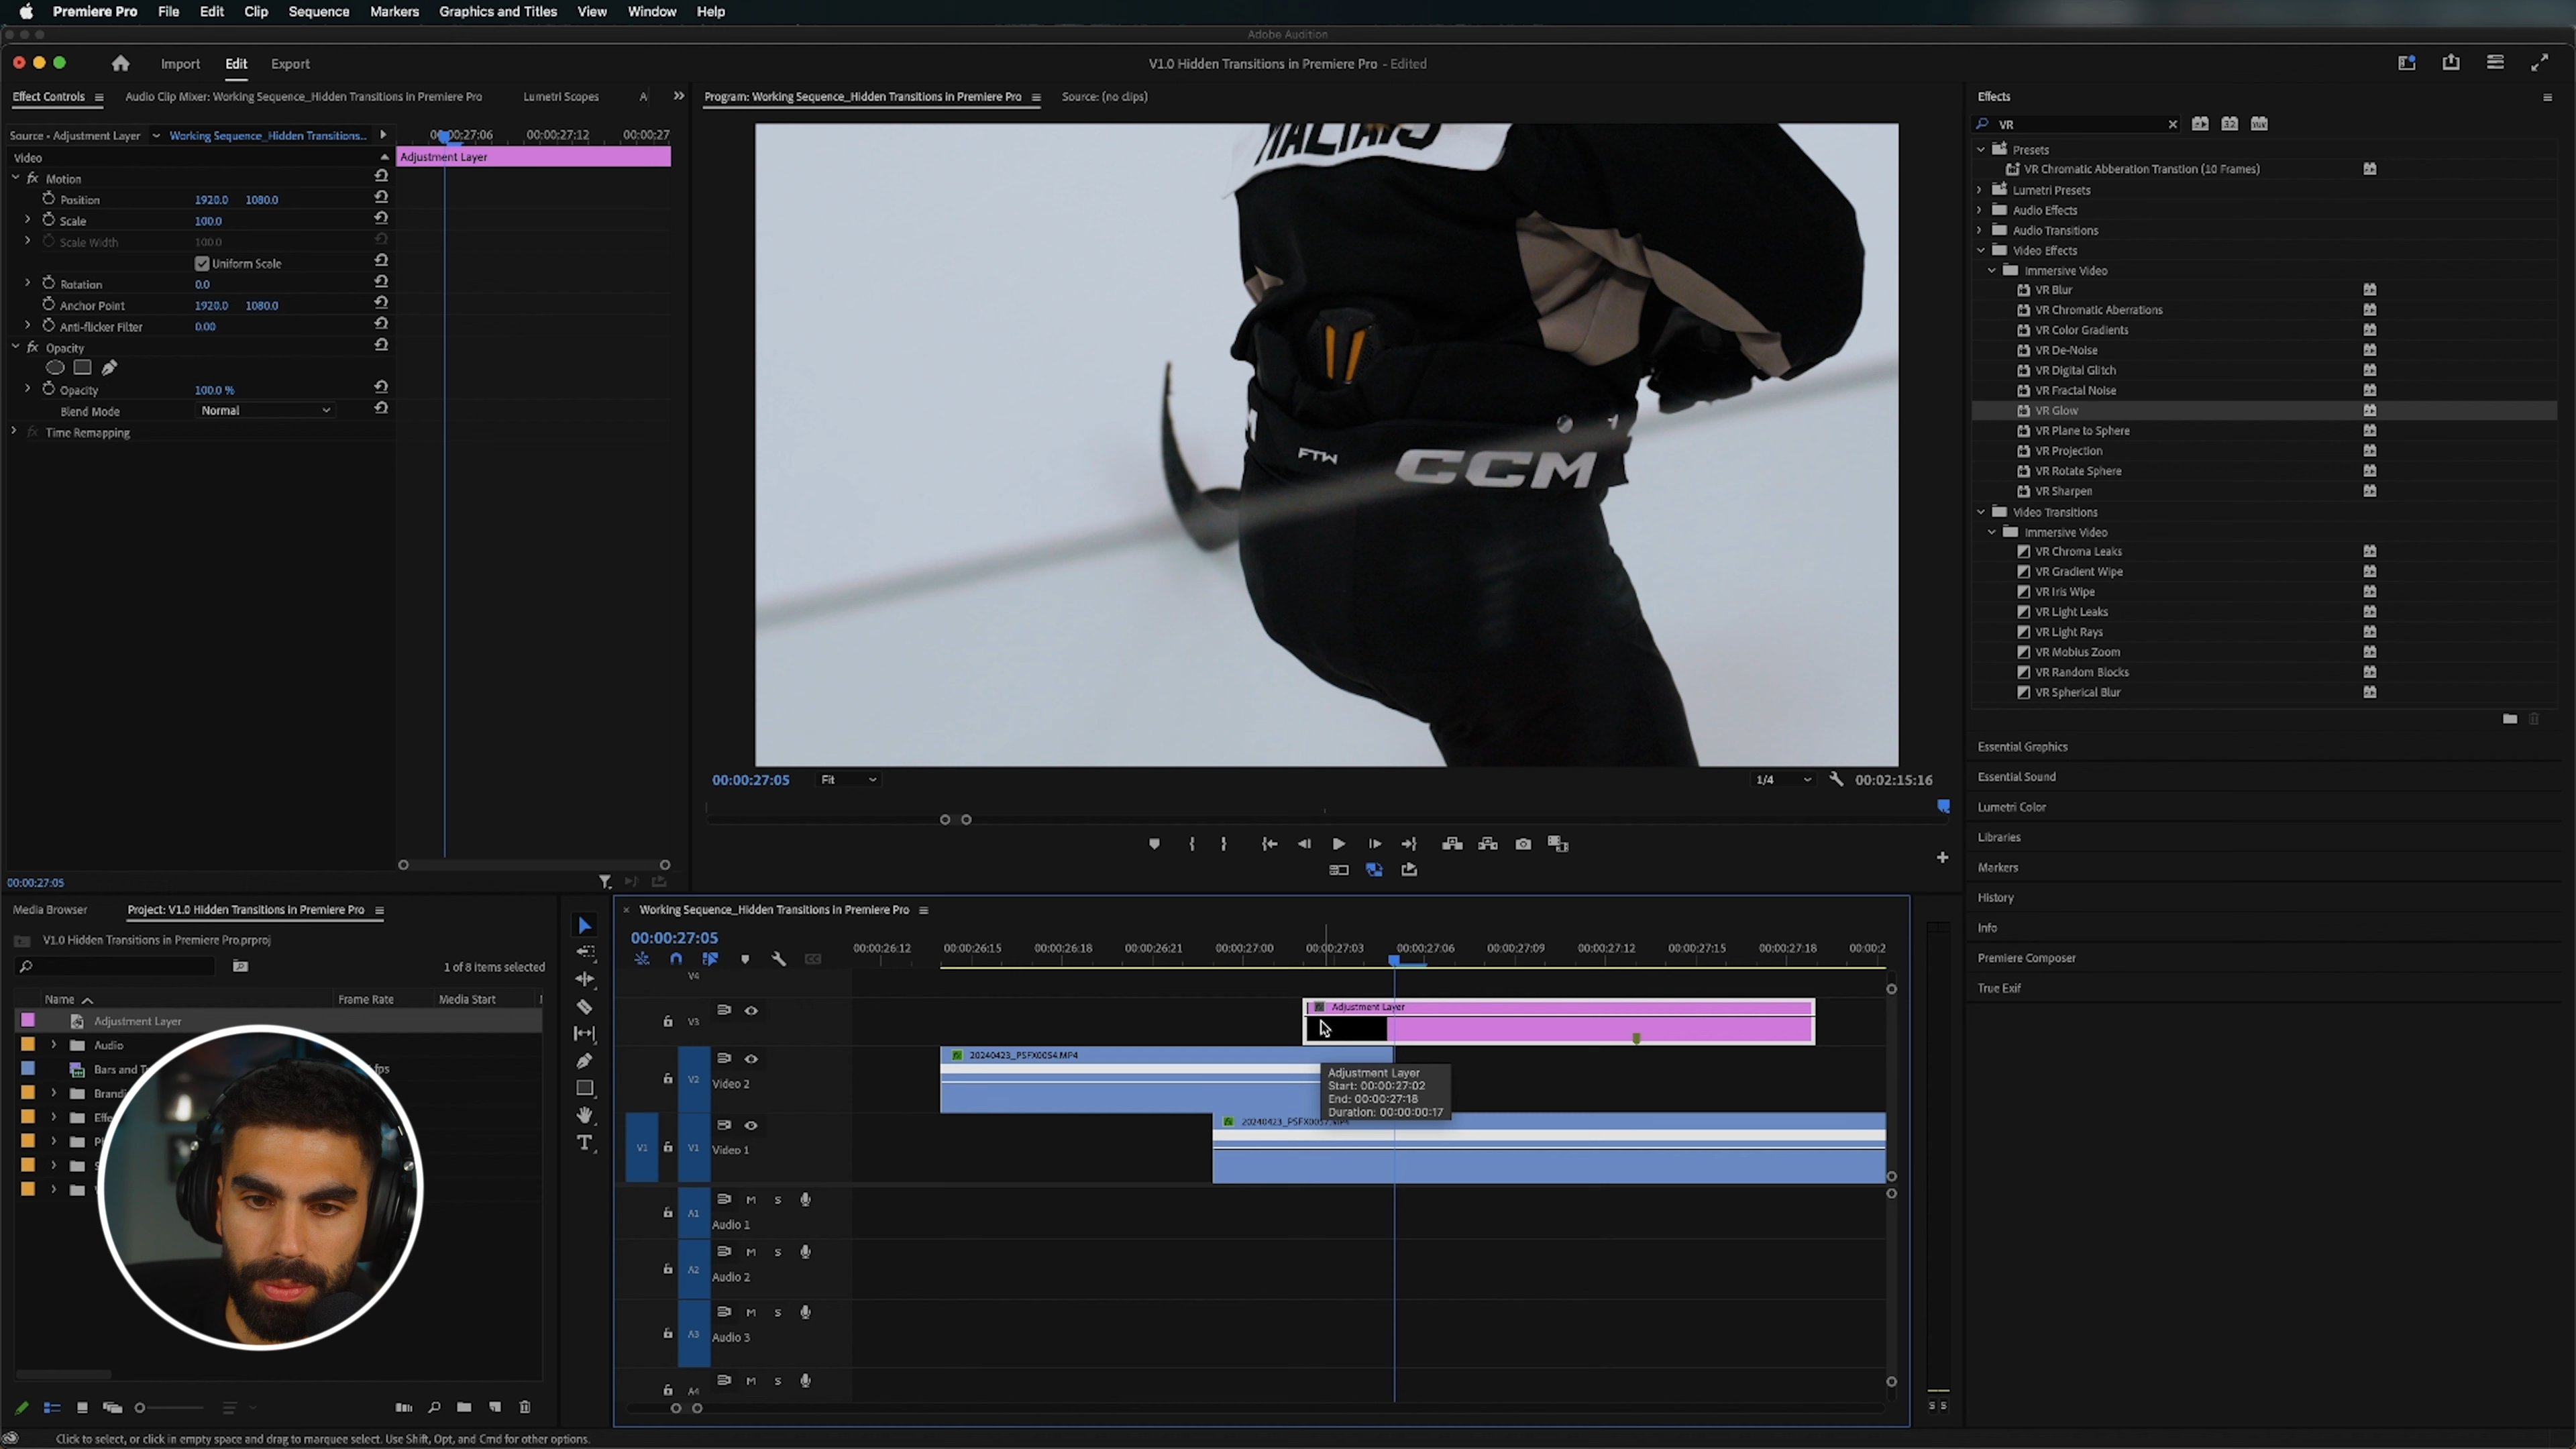 Premiere Pro File Edit Clip Sequence Markers Graphics and Titles View Window Help
Adobe Audition
Import Edit Export
V1.0 Hidden Transitions in Premiere Pro - Edited
Effect Controls
Audio Clip Mixer: Working Sequence_Hidden Transitions in Premiere Pro
Lumetri Scopes
A
Program: Working Sequence_Hidden Transitions in Premiere Pro
Source: (no clips)
Source • Adjustment Layer
Working Sequence_Hidden Transitions...
00:00:27:06 00:00:27:12 00:00:27
Video
Adjustment Layer
fx Motion
Position 1920.0 1080.0
Scale 100.0
Scale Width 100.0
Uniform Scale
Rotation 0.0
Anchor Point 1920.0 1080.0
Anti-flicker Filter 0.00
fx Opacity
Opacity 100.0 %
Blend Mode Normal
fx Time Remapping
00:00:27:05
FTW
CCM
00:00:27:05 Fit 1/4 00:02:15:16
Effects
VR
Presets
VR Chromatic Abberation Transtion (10 Frames)
Lumetri Presets
Audio Effects
Audio Transitions
Video Effects
Immersive Video
VR Blur
VR Chromatic Aberrations
VR Color Gradients
VR De-Noise
VR Digital Glitch
VR Fractal Noise
VR Glow
VR Plane to Sphere
VR Projection
VR Rotate Sphere
VR Sharpen
Video Transitions
Immersive Video
VR Chroma Leaks
VR Gradient Wipe
VR Iris Wipe
VR Light Leaks
VR Light Rays
VR Mobius Zoom
VR Random Blocks
VR Spherical Blur
Essential Graphics
Essential Sound
Lumetri Color
Libraries
Markers
History
Info
Premiere Composer
True Exif
Media Browser
Project: V1.0 Hidden Transitions in Premiere Pro
V1.0 Hidden Transitions in Premiere Pro.prproj
1 of 8 items selected
Name Frame Rate Media Start
Adjustment Layer
Audio
Bars and T fps
Brandi
Effe
Working Sequence_Hidden Transitions in Premiere Pro
00:00:27:05
00:00:26:12 00:00:26:15 00:00:26:18 00:00:26:21 00:00:27:00 00:00:27:03 00:00:27:06 00:00:27:09 00:00:27:12 00:00:27:15 00:00:27:18 00:00:2
V4
V3
Adjustment Layer
V2 Video 2
20240423_PSFX0054.MP4
Adjustment Layer
Start: 00:00:27:02
End: 00:00:27:18
Duration: 00:00:00:17
V1 V1 Video 1
A1 M S
Audio 1
A2 M S
Audio 2
A3 M S
Audio 3
A4 M S
S S
Click to select, or click in empty space and drag to marquee select. Use Shift, Opt, and Cmd for other options.